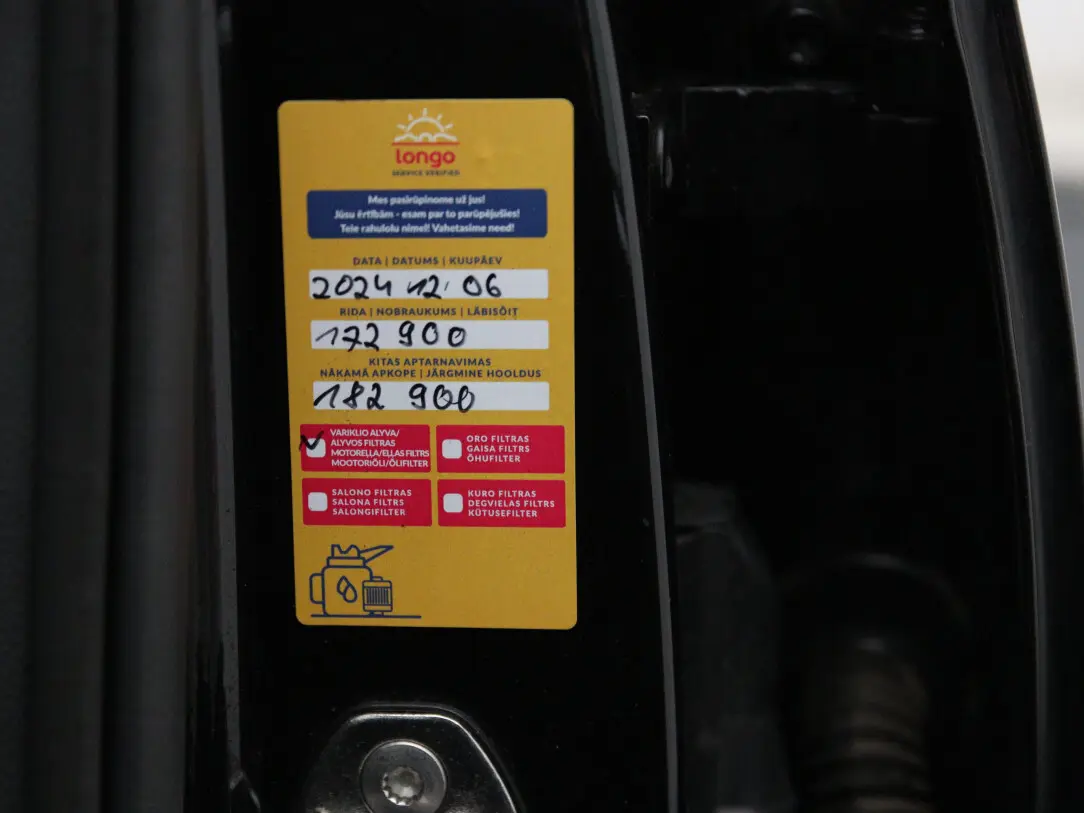 longo
SERVICE VERIFIED
Mes pasirūpinome už jus!
Jūsu ērtībām - esam par to parūpējušies!
Teie rahulolu nimel! Vahetasime need!
DATA | DATUMS | KUUPÄEV
2024 12 06
RIDA | NOBRAUKUMS | LÄBISÕIT
172 900
KITAS APTARNAVIMAS
NĀKAMĀ APKOPE | JÄRGMINE HOOLDUS
182 900
VARIKLIO ALYVA/
ALYVOS FILTRAS
MOTOREĻĻA/EĻĻAS FILTRS
MOOTORIÕLI/ÕLIFILTER
ORO FILTRAS
GAISA FILTRS
ÕHUFILTER
SALONO FILTRAS
SALONA FILTRS
SALONGIFILTER
KURO FILTRAS
DEGVIELAS FILTRS
KÜTUSEFILTER